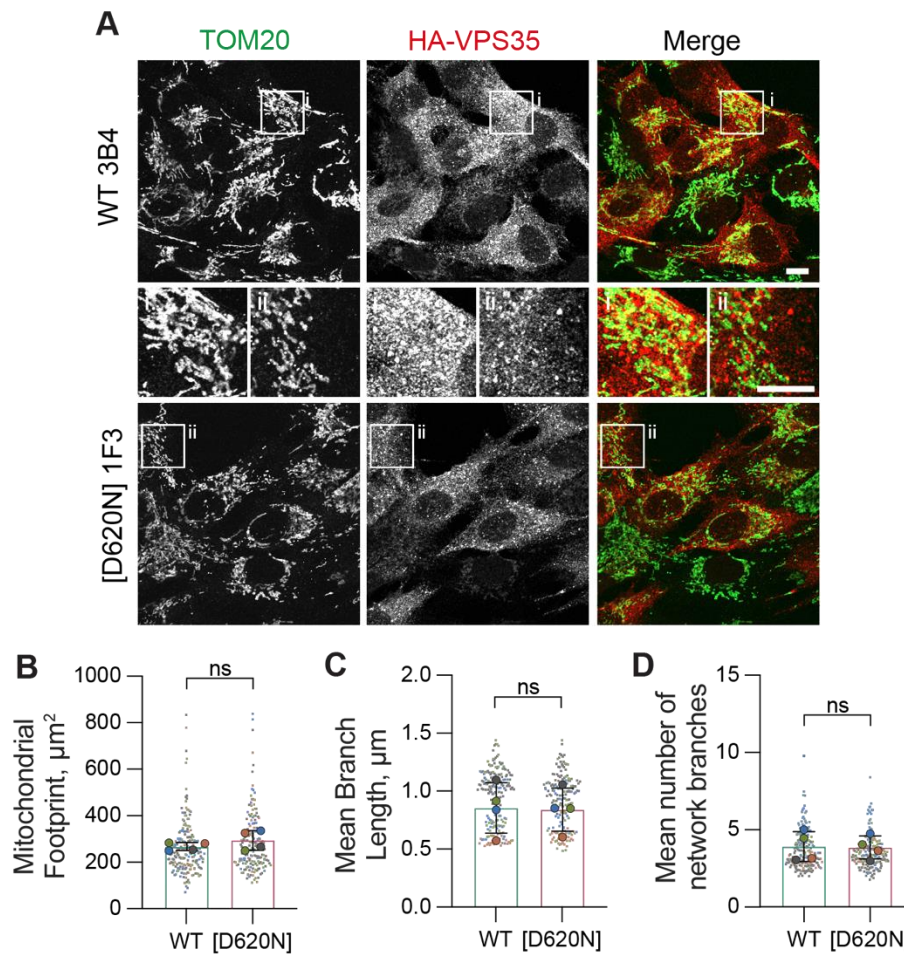 A
TOM20 HA-VPS35 Merge
WT 3B4
i i i
i ii ii i ii
[D620N] 1F3
ii ii ii
B
Mitochondrial
Footprint, μm²
1000
800
600
400
200
0
ns
WT [D620N]
C
Mean Branch
Length, μm
2.0
1.5
1.0
0.5
0.0
ns
WT [D620N]
D
Mean number of
network branches
15
10
5
0
ns
WT [D620N]